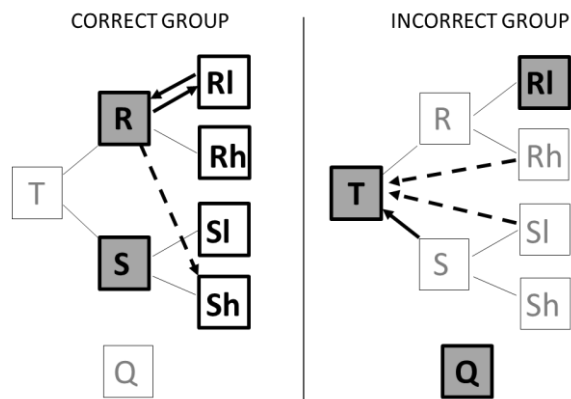 CORRECT GROUP
T
R
S
Rl
Rh
Sl
Sh
Q
INCORRECT GROUP
T
R
S
Rl
Rh
Sl
Sh
Q